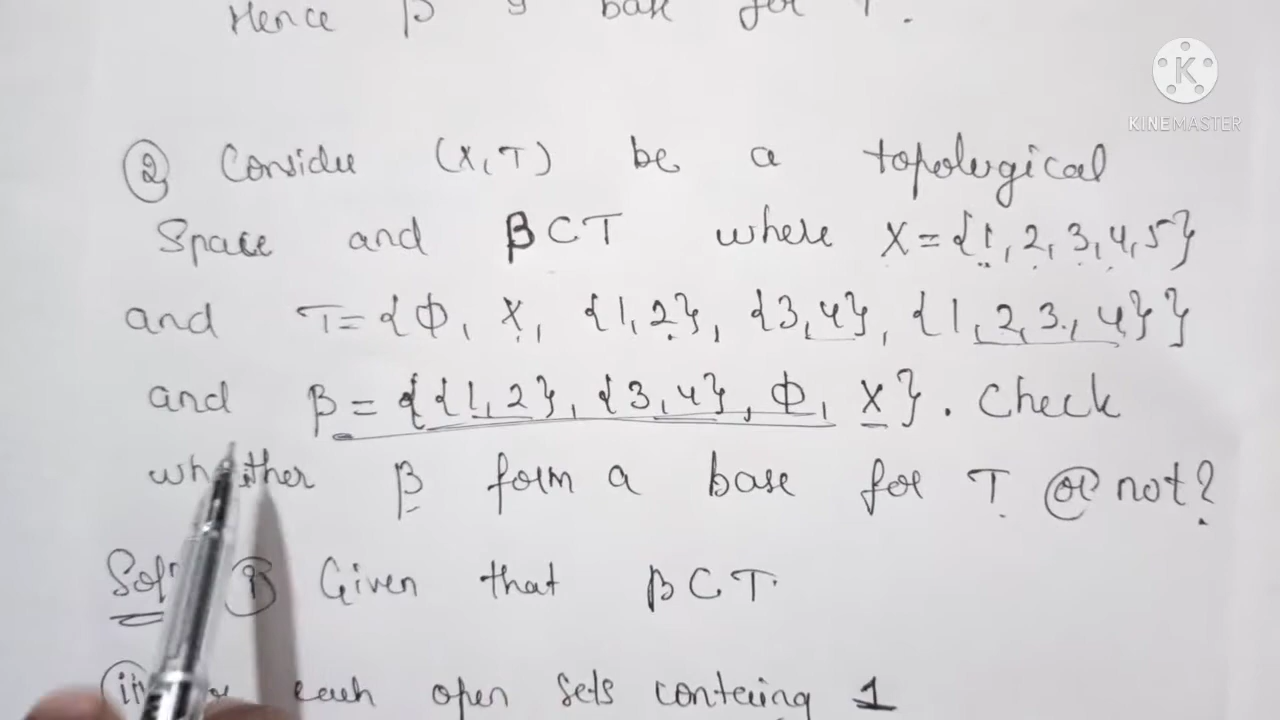 Hence β is base for T.
KINEMASTER
② Consider (X,T) be a topological
Space and β⊂T where X={1,2,3,4,5}
and T={Φ, X, {1,2}, {3,4}, {1,2,3,4}}
and β={{1,2},{3,4},Φ,X}. Check
whether β form a base for T or not?
Solⁿ i) Given that β⊂T.
ii) each open sets containg 1